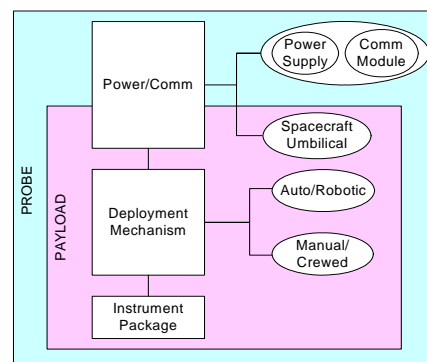 Power/Comm
Power
Supply
Comm
Module
Spacecraft
Umbilical
PROBE
PAYLOAD
Deployment
Mechanism
Auto/Robotic
Manual/
Crewed
Instrument
Package